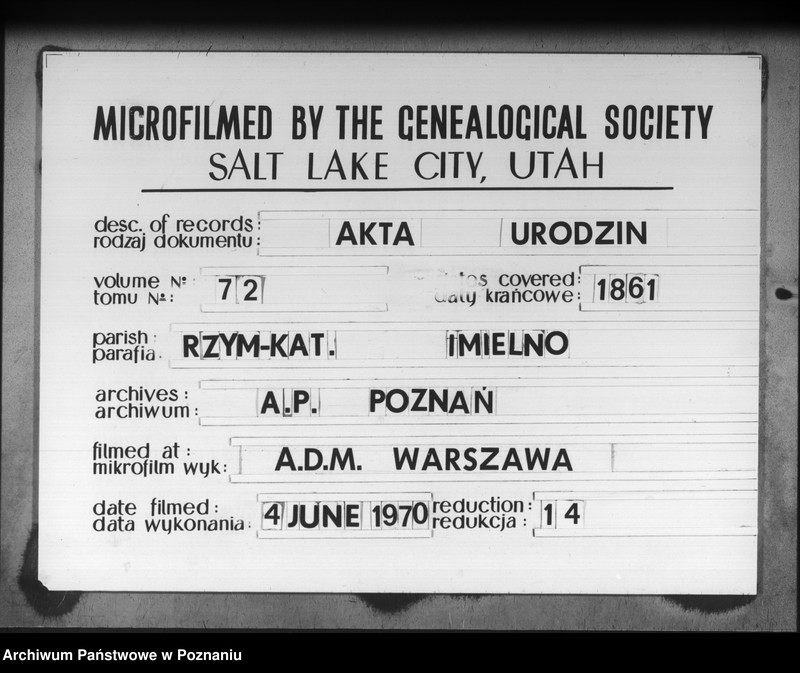 MICROFILMED BY THE GENEALOGICAL SOCIETY
SALT LAKE CITY, UTAH
desc. of records:
rodzaj dokumentu: AKTA URODZIN
volume Nº:
tomu Nº: 72
covered:
daty krańcowe: 1861
parish:
parafia: RZYM-KAT. IMIELNO
archives:
archiwum: A.P. POZNAŃ
filmed at:
mikrofilm wyk: A.D.M. WARSZAWA
date filmed:
data wykonania: 4 JUNE 1970
reduction:
redukcja: 14
Archiwum Państwowe w Poznaniu